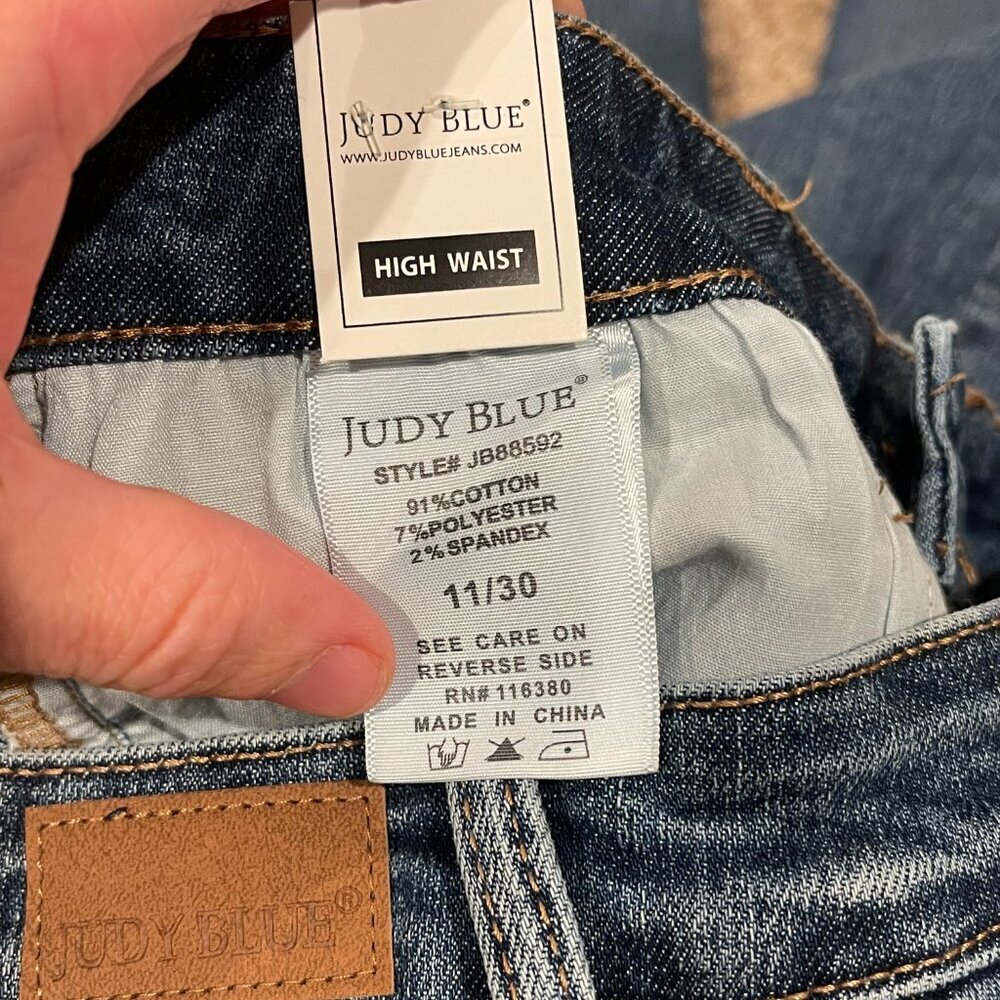 JUDY BLUE®
WWW.JUDYBLUEJEANS.COM
HIGH WAIST
JUDY BLUE®
STYLE# JB88592
91%COTTON
7%POLYESTER
2%SPANDEX
11/30
SEE CARE ON
REVERSE SIDE
RN# 116380
MADE IN CHINA
JUDY BLUE®